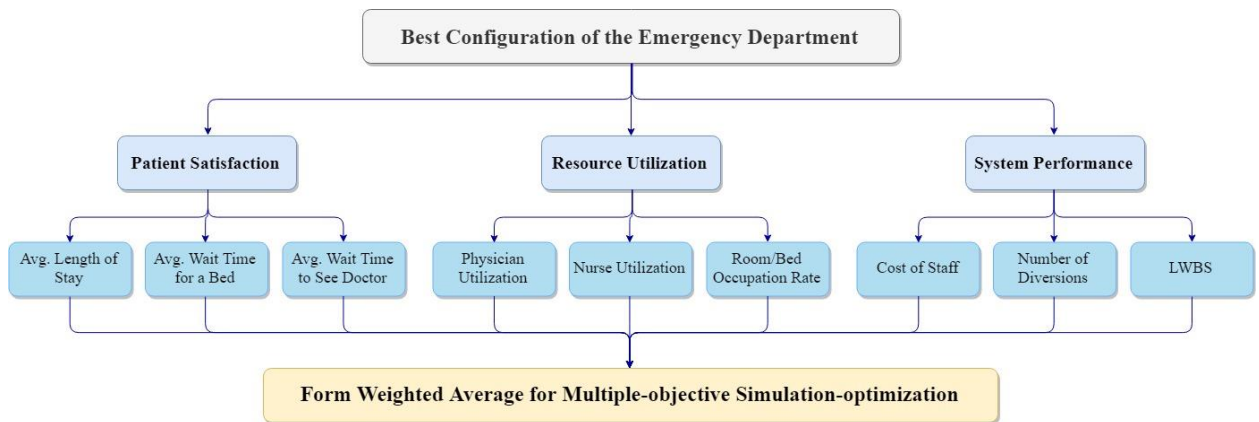 Best Configuration of the Emergency Department
Patient Satisfaction
Resource Utilization
System Performance
Avg. Length of
Stay
Avg. Wait Time
for a Bed
Avg. Wait Time
to See Doctor
Physician
Utilization
Nurse Utilization
Room/Bed
Occupation Rate
Cost of Staff
Number of
Diversions
LWBS
Form Weighted Average for Multiple-objective Simulation-optimization